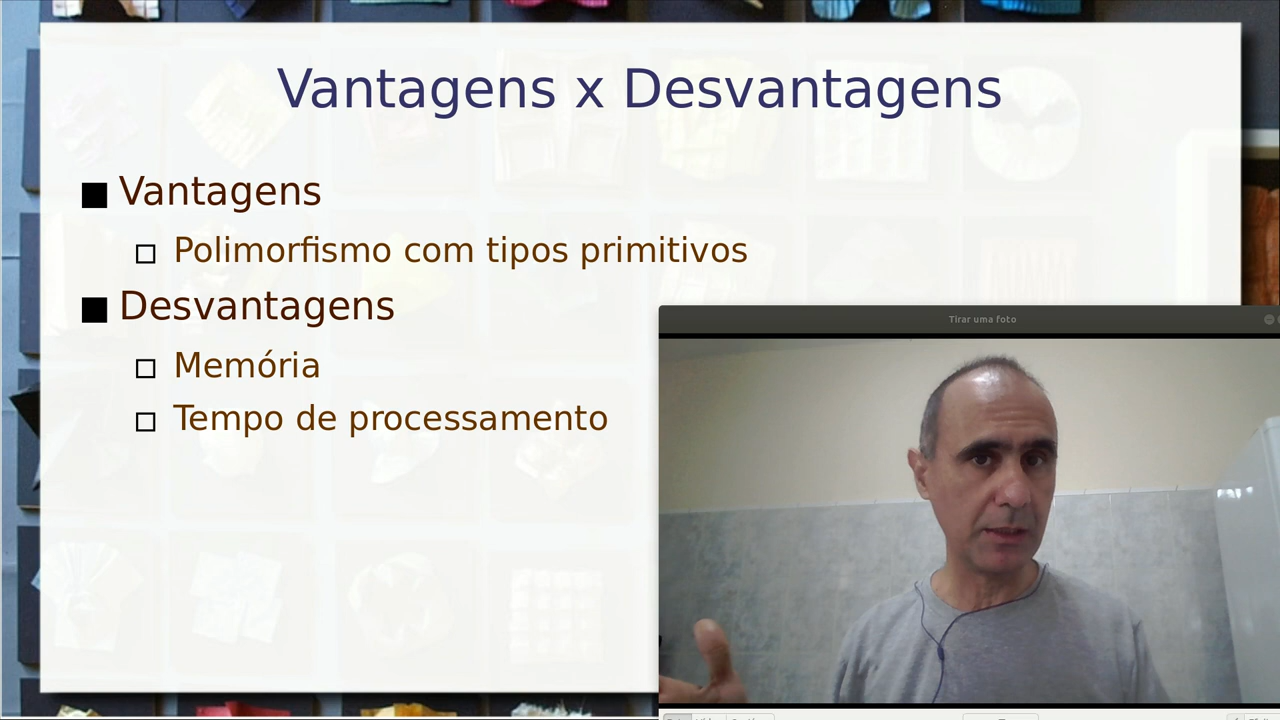 Vantagens x Desvantagens
Vantagens
Polimorfismo com tipos primitivos
Desvantagens
Memória
Tempo de processamento
Tirar uma foto